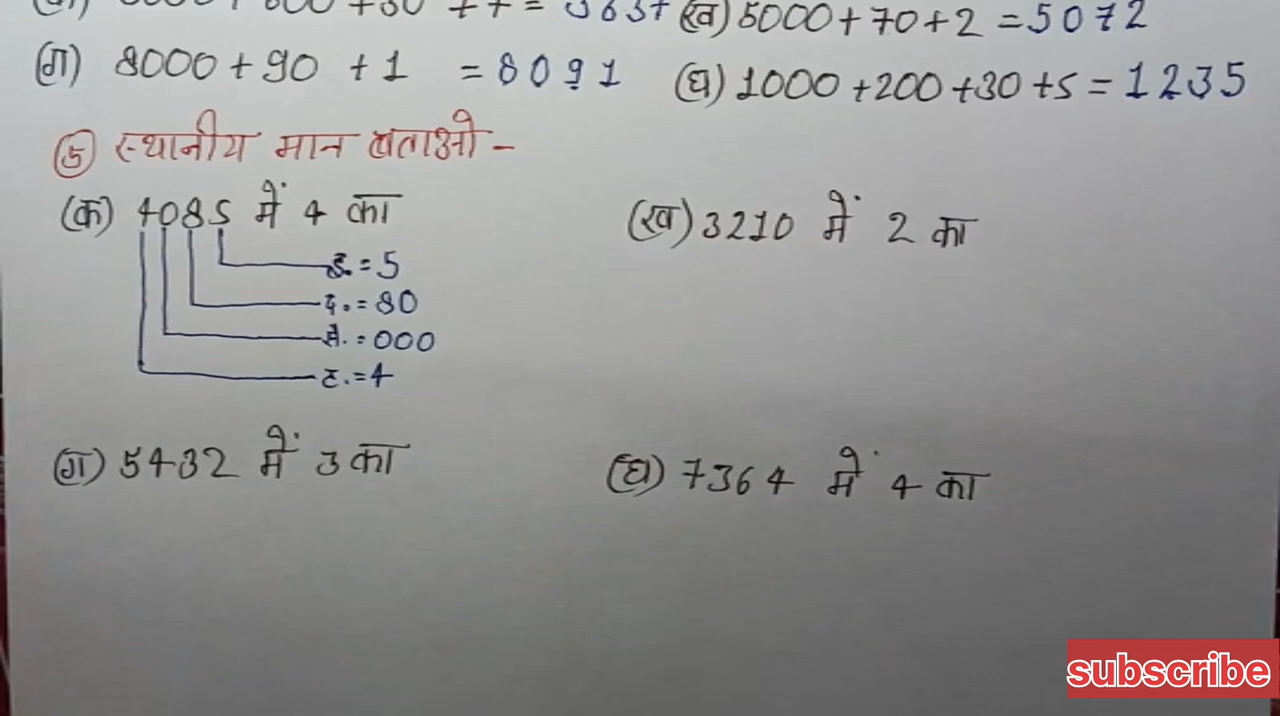 = 5637 (ख) 5000+70+2 = 5072
(ग) 8000+90 +1 = 8091 (घ) 1000+200+30+5 = 1235
5 स्थानीय मान बताओ -
(क) 4085 में 4 का (ख) 3210 में 2 का
इ. = 5
द. = 80
सै. = 000
ह. = 4
(ग) 5432 में 3 का (घ) 7364 में 4 का
subscribe